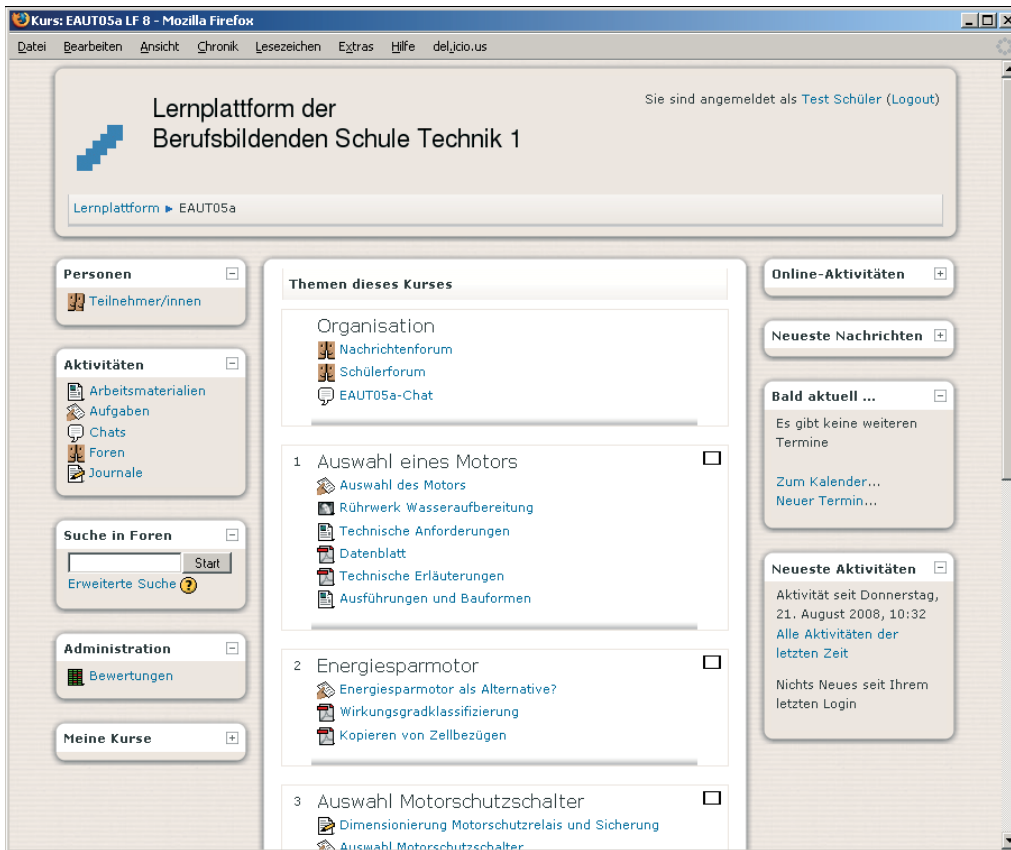 Kurs: EAUT05a LF 8 - Mozilla Firefox
Datei Bearbeiten Ansicht Chronik Lesezeichen Extras Hilfe del.icio.us
Lernplattform der
Berufsbildenden Schule Technik 1
Sie sind angemeldet als Test Schüler (Logout)
Lernplattform ► EAUT05a
Personen
Teilnehmer/innen
Aktivitäten
Arbeitsmaterialien
Aufgaben
Chats
Foren
Journale
Suche in Foren
Start
Erweiterte Suche ?
Administration
Bewertungen
Meine Kurse
Themen dieses Kurses
Organisation
Nachrichtenforum
Schülerforum
EAUT05a-Chat
1 Auswahl eines Motors
Auswahl des Motors
Rührwerk Wasseraufbereitung
Technische Anforderungen
Datenblatt
Technische Erläuterungen
Ausführungen und Bauformen
2 Energiesparmotor
Energiesparmotor als Alternative?
Wirkungsgradklassifizierung
Kopieren von Zellbezügen
3 Auswahl Motorschutzschalter
Dimensionierung Motorschutzrelais und Sicherung
Auswahl Motorschutzschalter
Online-Aktivitäten
Neueste Nachrichten
Bald aktuell ...
Es gibt keine weiteren
Termine
Zum Kalender...
Neuer Termin...
Neueste Aktivitäten
Aktivität seit Donnerstag,
21. August 2008, 10:32
Alle Aktivitäten der
letzten Zeit
Nichts Neues seit Ihrem
letzten Login